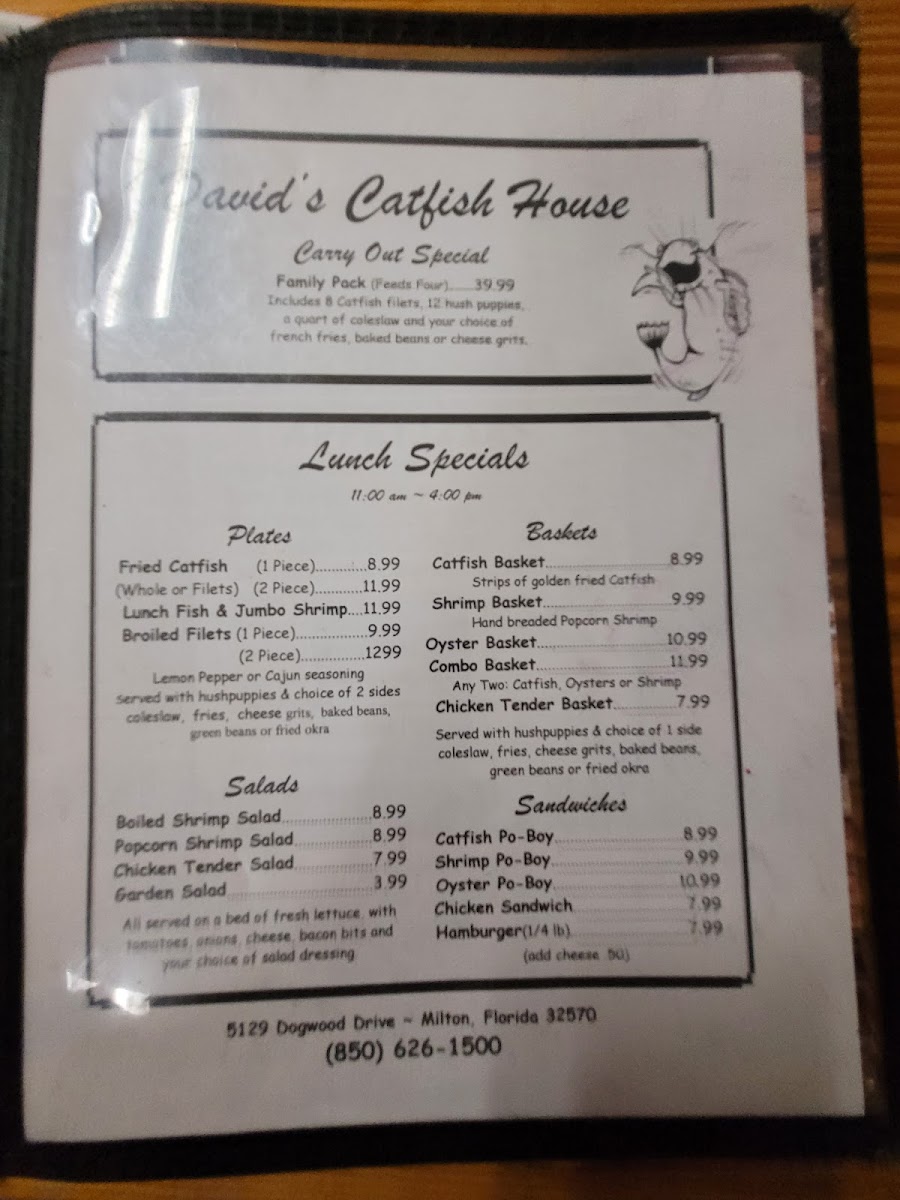 David's Catfish House
Carry Out Special
Family Pack (Feeds Four).....39.99
Includes 8 Catfish filets, 12 hush puppies,
a quart of coleslaw and your choice of
french fries, baked beans or cheese grits.
Lunch Specials
11:00 am ~ 4:00 pm
Plates
Fried Catfish (1 Piece)............8.99
(Whole or Filets) (2 Piece)............11.99
Lunch Fish & Jumbo Shrimp....11.99
Broiled Filets (1 Piece)..................9.99
(2 Piece)................1299
Lemon Pepper or Cajun seasoning
Served with hushpuppies & choice of 2 sides
coleslaw, fries, cheese grits, baked beans,
green beans or fried okra
Salads
Boiled Shrimp Salad......................8.99
Popcorn Shrimp Salad...................8.99
Chicken Tender Salad...................7.99
Garden Salad...................................3.99
All served on a bed of fresh lettuce, with
tomatoes, onions, cheese, bacon bits and
your choice of salad dressing
Baskets
Catfish Basket...............................8.99
Strips of golden fried Catfish
Shrimp Basket................................9.99
Hand breaded Popcorn Shrimp
Oyster Basket................................10.99
Combo Basket.................................11.99
Any Two: Catfish, Oysters or Shrimp
Chicken Tender Basket...............7.99
Served with hushpuppies & choice of 1 side
coleslaw, fries, cheese grits, baked beans,
green beans or fried okra
Sandwiches
Catfish Po-Boy................................8.99
Shrimp Po-Boy.................................9.99
Oyster Po-Boy................................10.99
Chicken Sandwich............................7.99
Hamburger(1/4 lb)............................7.99
(add cheese .50)
5129 Dogwood Drive ~ Milton, Florida 32570
(850) 626-1500